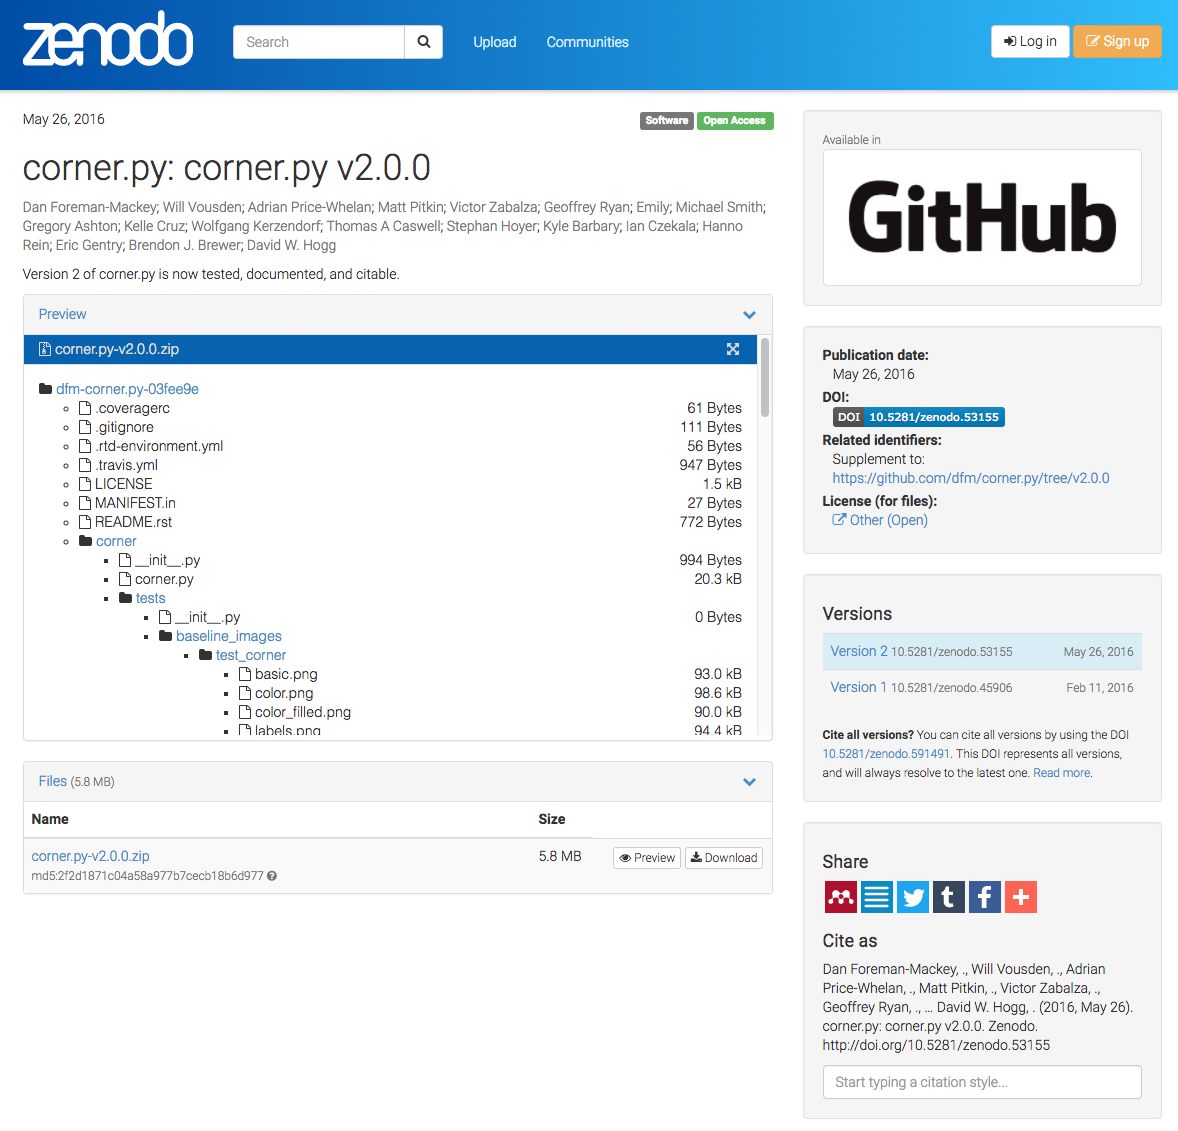 zenodo
Search
Upload
Communities
Log in
Sign up
May 26, 2016
Software
Open Access
corner.py: corner.py v2.0.0
Dan Foreman-Mackey; Will Vousden; Adrian Price-Whelan; Matt Pitkin; Victor Zabalza; Geoffrey Ryan; Emily; Michael Smith;
Gregory Ashton; Kelle Cruz; Wolfgang Kerzendorf; Thomas A Caswell; Stephan Hoyer; Kyle Barbary; Ian Czekala; Hanno
Rein; Eric Gentry; Brendon J. Brewer; David W. Hogg
Version 2 of corner.py is now tested, documented, and citable.
Preview
corner.py-v2.0.0.zip
dfm-corner.py-03fee9e
.coveragerc 61 Bytes
.gitignore 111 Bytes
.rtd-environment.yml 56 Bytes
.travis.yml 947 Bytes
LICENSE 1.5 kB
MANIFEST.in 27 Bytes
README.rst 772 Bytes
corner
__init__.py 994 Bytes
corner.py 20.3 kB
tests
__init__.py 0 Bytes
baseline_images
test_corner
basic.png 93.0 kB
color.png 98.6 kB
color_filled.png 90.0 kB
labels.png 94.4 kB
Files (5.8 MB)
Name Size
corner.py-v2.0.0.zip 5.8 MB Preview Download
md5:2f2d1871c04a58a977b7cecb18b6d977
Available in
GitHub
Publication date:
May 26, 2016
DOI:
DOI 10.5281/zenodo.53155
Related identifiers:
Supplement to:
https://github.com/dfm/corner.py/tree/v2.0.0
License (for files):
Other (Open)
Versions
Version 2 10.5281/zenodo.53155 May 26, 2016
Version 1 10.5281/zenodo.45906 Feb 11, 2016
Cite all versions? You can cite all versions by using the DOI
10.5281/zenodo.591491. This DOI represents all versions,
and will always resolve to the latest one. Read more.
Share
t
f
Cite as
Dan Foreman-Mackey, ., Will Vousden, ., Adrian
Price-Whelan, ., Matt Pitkin, ., Victor Zabalza, .,
Geoffrey Ryan, ., … David W. Hogg, . (2016, May 26).
corner.py: corner.py v2.0.0. Zenodo.
http://doi.org/10.5281/zenodo.53155
Start typing a citation style...